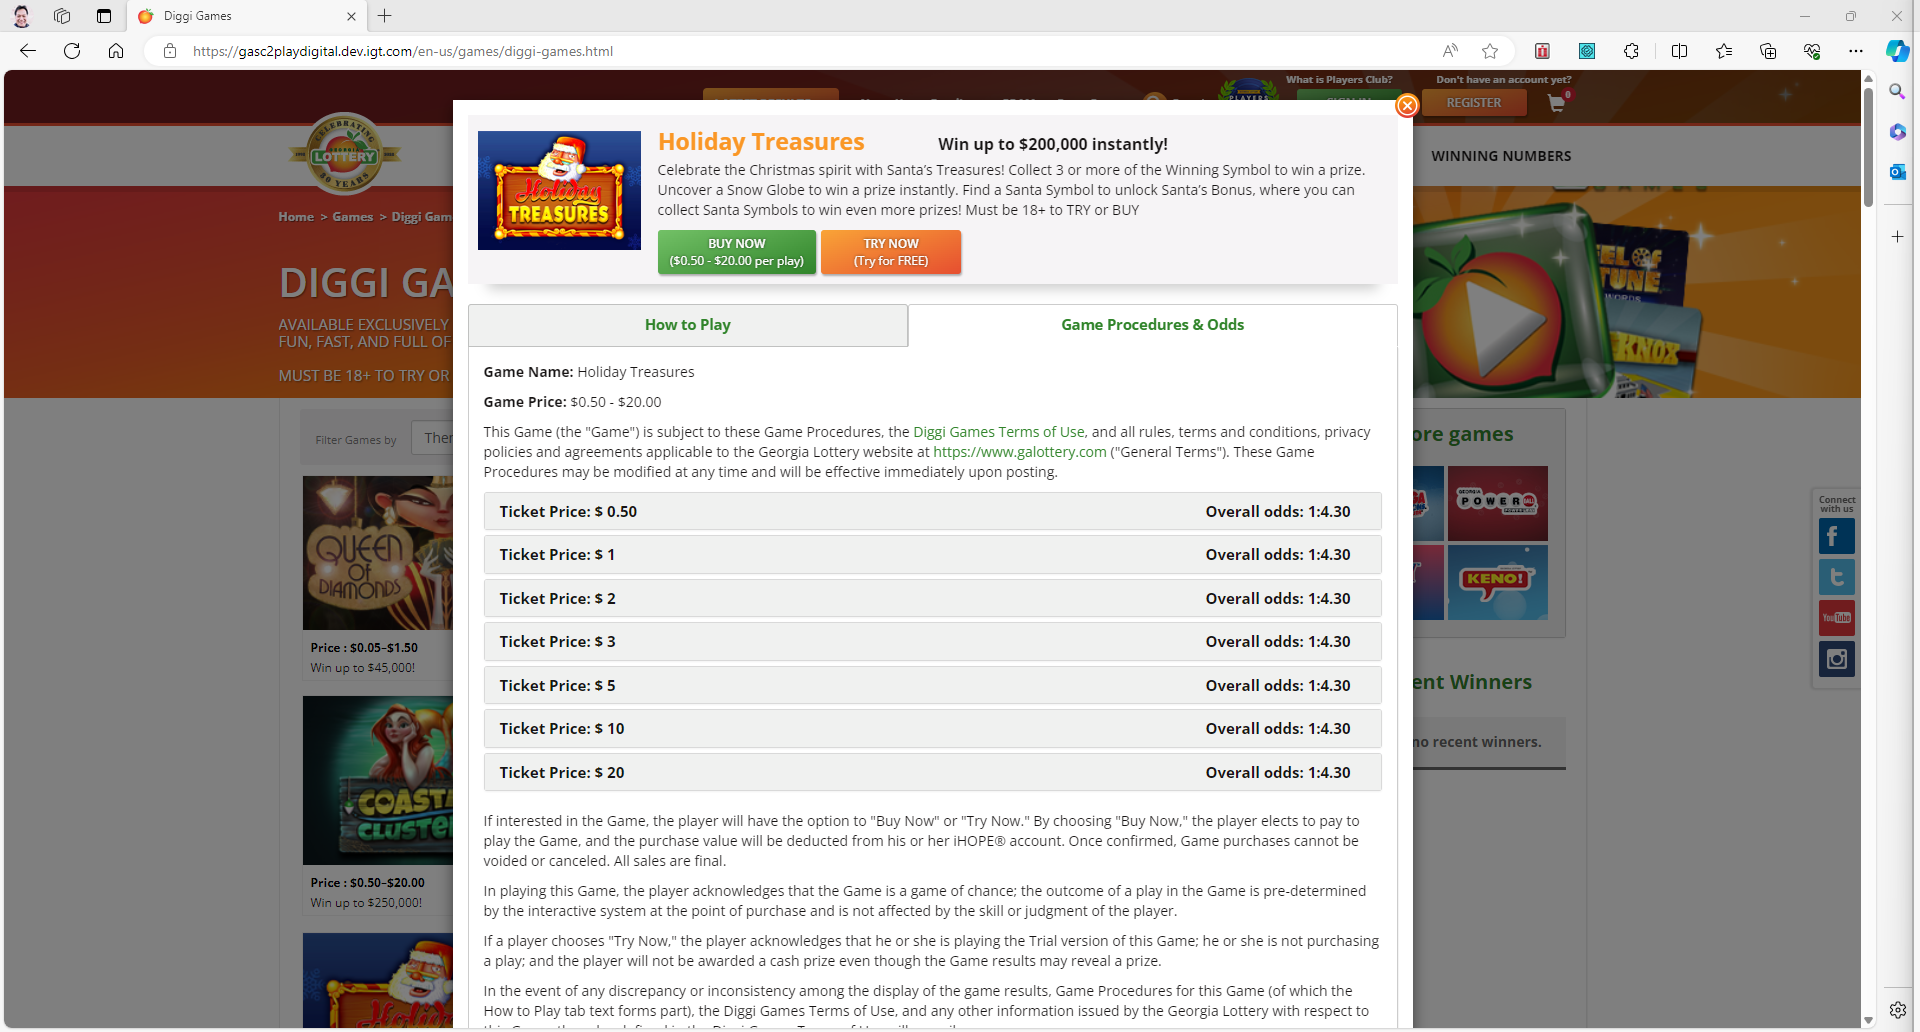 Diggi Games
https://gasc2playdigital.dev.igt.com/en-us/games/diggi-games.html
What is Players Club?
Don't have an account yet?
PLAYERS
SIGN IN
REGISTER
0
CELEBRATING
GEORGIA
LOTTERY
30 YEARS
WINNING NUMBERS
Home > Games > Diggi Gam
DIGGI GA
AVAILABLE EXCLUSIVELY
FUN, FAST, AND FULL OF
MUST BE 18+ TO TRY OR
Holiday
TREASURES
Holiday Treasures
Win up to $200,000 instantly!
Celebrate the Christmas spirit with Santa's Treasures! Collect 3 or more of the Winning Symbol to win a prize.
Uncover a Snow Globe to win a prize instantly. Find a Santa Symbol to unlock Santa's Bonus, where you can
collect Santa Symbols to win even more prizes! Must be 18+ to TRY or BUY
BUY NOW
($0.50 - $20.00 per play)
TRY NOW
(Try for FREE)
How to Play
Game Procedures & Odds
Game Name: Holiday Treasures
Game Price: $0.50 - $20.00
This Game (the "Game") is subject to these Game Procedures, the Diggi Games Terms of Use, and all rules, terms and conditions, privacy
policies and agreements applicable to the Georgia Lottery website at https://www.galottery.com ("General Terms"). These Game
Procedures may be modified at any time and will be effective immediately upon posting.
Ticket Price: $ 0.50 Overall odds: 1:4.30
Ticket Price: $ 1 Overall odds: 1:4.30
Ticket Price: $ 2 Overall odds: 1:4.30
Ticket Price: $ 3 Overall odds: 1:4.30
Ticket Price: $ 5 Overall odds: 1:4.30
Ticket Price: $ 10 Overall odds: 1:4.30
Ticket Price: $ 20 Overall odds: 1:4.30
If interested in the Game, the player will have the option to "Buy Now" or "Try Now." By choosing "Buy Now," the player elects to pay to
play the Game, and the purchase value will be deducted from his or her iHOPE® account. Once confirmed, Game purchases cannot be
voided or canceled. All sales are final.
In playing this Game, the player acknowledges that the Game is a game of chance; the outcome of a play in the Game is pre-determined
by the interactive system at the point of purchase and is not affected by the skill or judgment of the player.
If a player chooses "Try Now," the player acknowledges that he or she is playing the Trial version of this Game; he or she is not purchasing
a play; and the player will not be awarded a cash prize even though the Game results may reveal a prize.
In the event of any discrepancy or inconsistency among the display of the game results, Game Procedures for this Game (of which the
How to Play tab text forms part), the Diggi Games Terms of Use, and any other information issued by the Georgia Lottery with respect to
Filter Games by
Ther
QUEEN
OF
DIAMONDS
Price : $0.05–$1.50
Win up to $45,000!
COASTA
CLUSTE
Price : $0.50–$20.00
Win up to $250,000!
KNOX
ore games
GEORGIA
POWERBALL
KENO!
ent Winners
no recent winners.
Connect
with us
YouTube